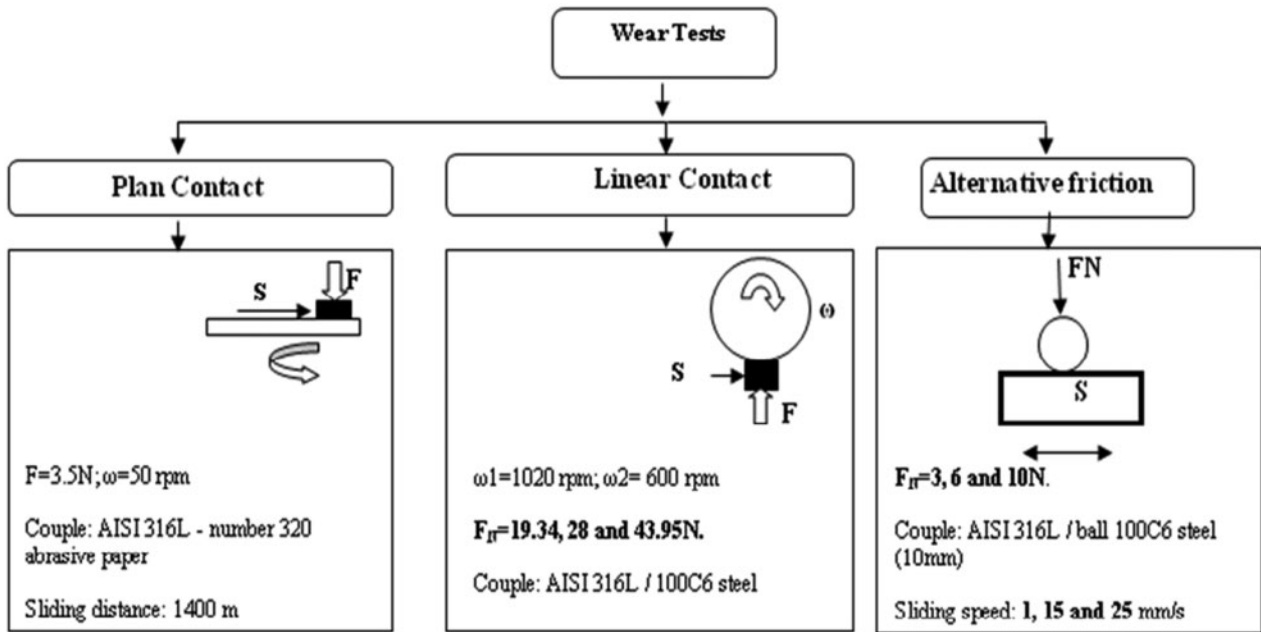 Wear Tests
Plan Contact
Linear Contact
Alternative friction
S
F
F=3.5N; ω=50 rpm
Couple: AISI 316L - number 320
abrasive paper
Sliding distance: 1400 m
ω
S
F
ω1=1020 rpm; ω2= 600 rpm
F_N=19.34, 28 and 43.95N.
Couple: AISI 316L / 100C6 steel
FN
S
F_N=3, 6 and 10N.
Couple: AISI 316L / ball 100C6 steel
(10mm)
Sliding speed: 1, 15 and 25 mm/s